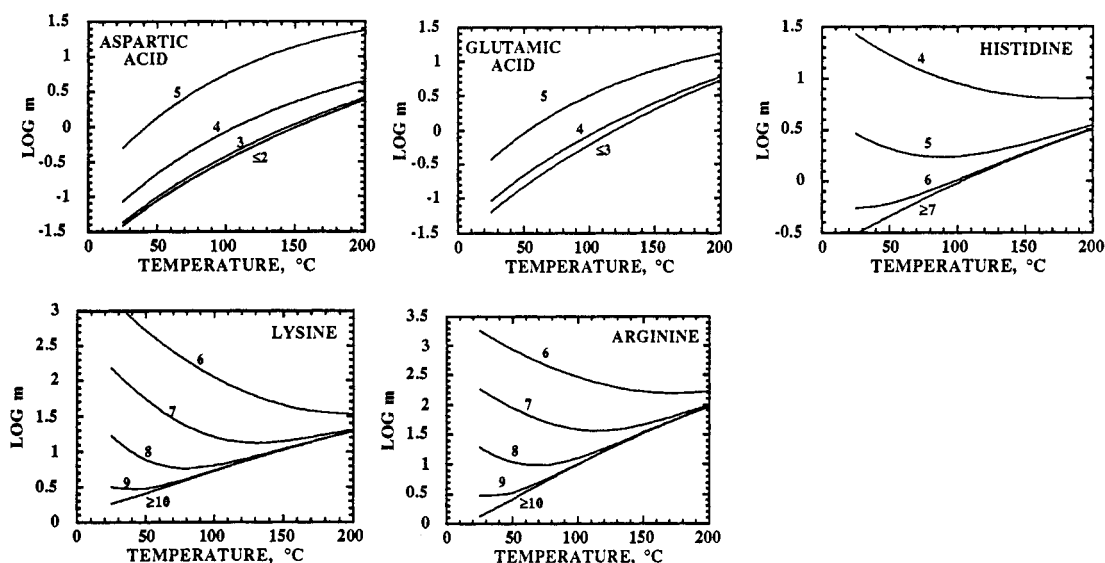 ASPARTIC
ACID
LOG m
1.5
1
0.5
0
-0.5
-1
-1.5
5
4
3
≤2
0 50 100 150 200
TEMPERATURE, °C
GLUTAMIC
ACID
LOG m
1.5
1
0.5
0
-0.5
-1
-1.5
5
4
≤3
0 50 100 150 200
TEMPERATURE, °C
HISTIDINE
LOG m
1.5
1
0.5
0
-0.5
4
5
6
≥7
0 50 100 150 200
TEMPERATURE, °C
LYSINE
LOG m
3
2.5
2
1.5
1
0.5
0
6
7
8
9
≥10
0 50 100 150 200
TEMPERATURE, °C
ARGININE
LOG m
3.5
3
2.5
2
1.5
1
0.5
0
6
7
8
9
≥10
0 50 100 150 200
TEMPERATURE, °C